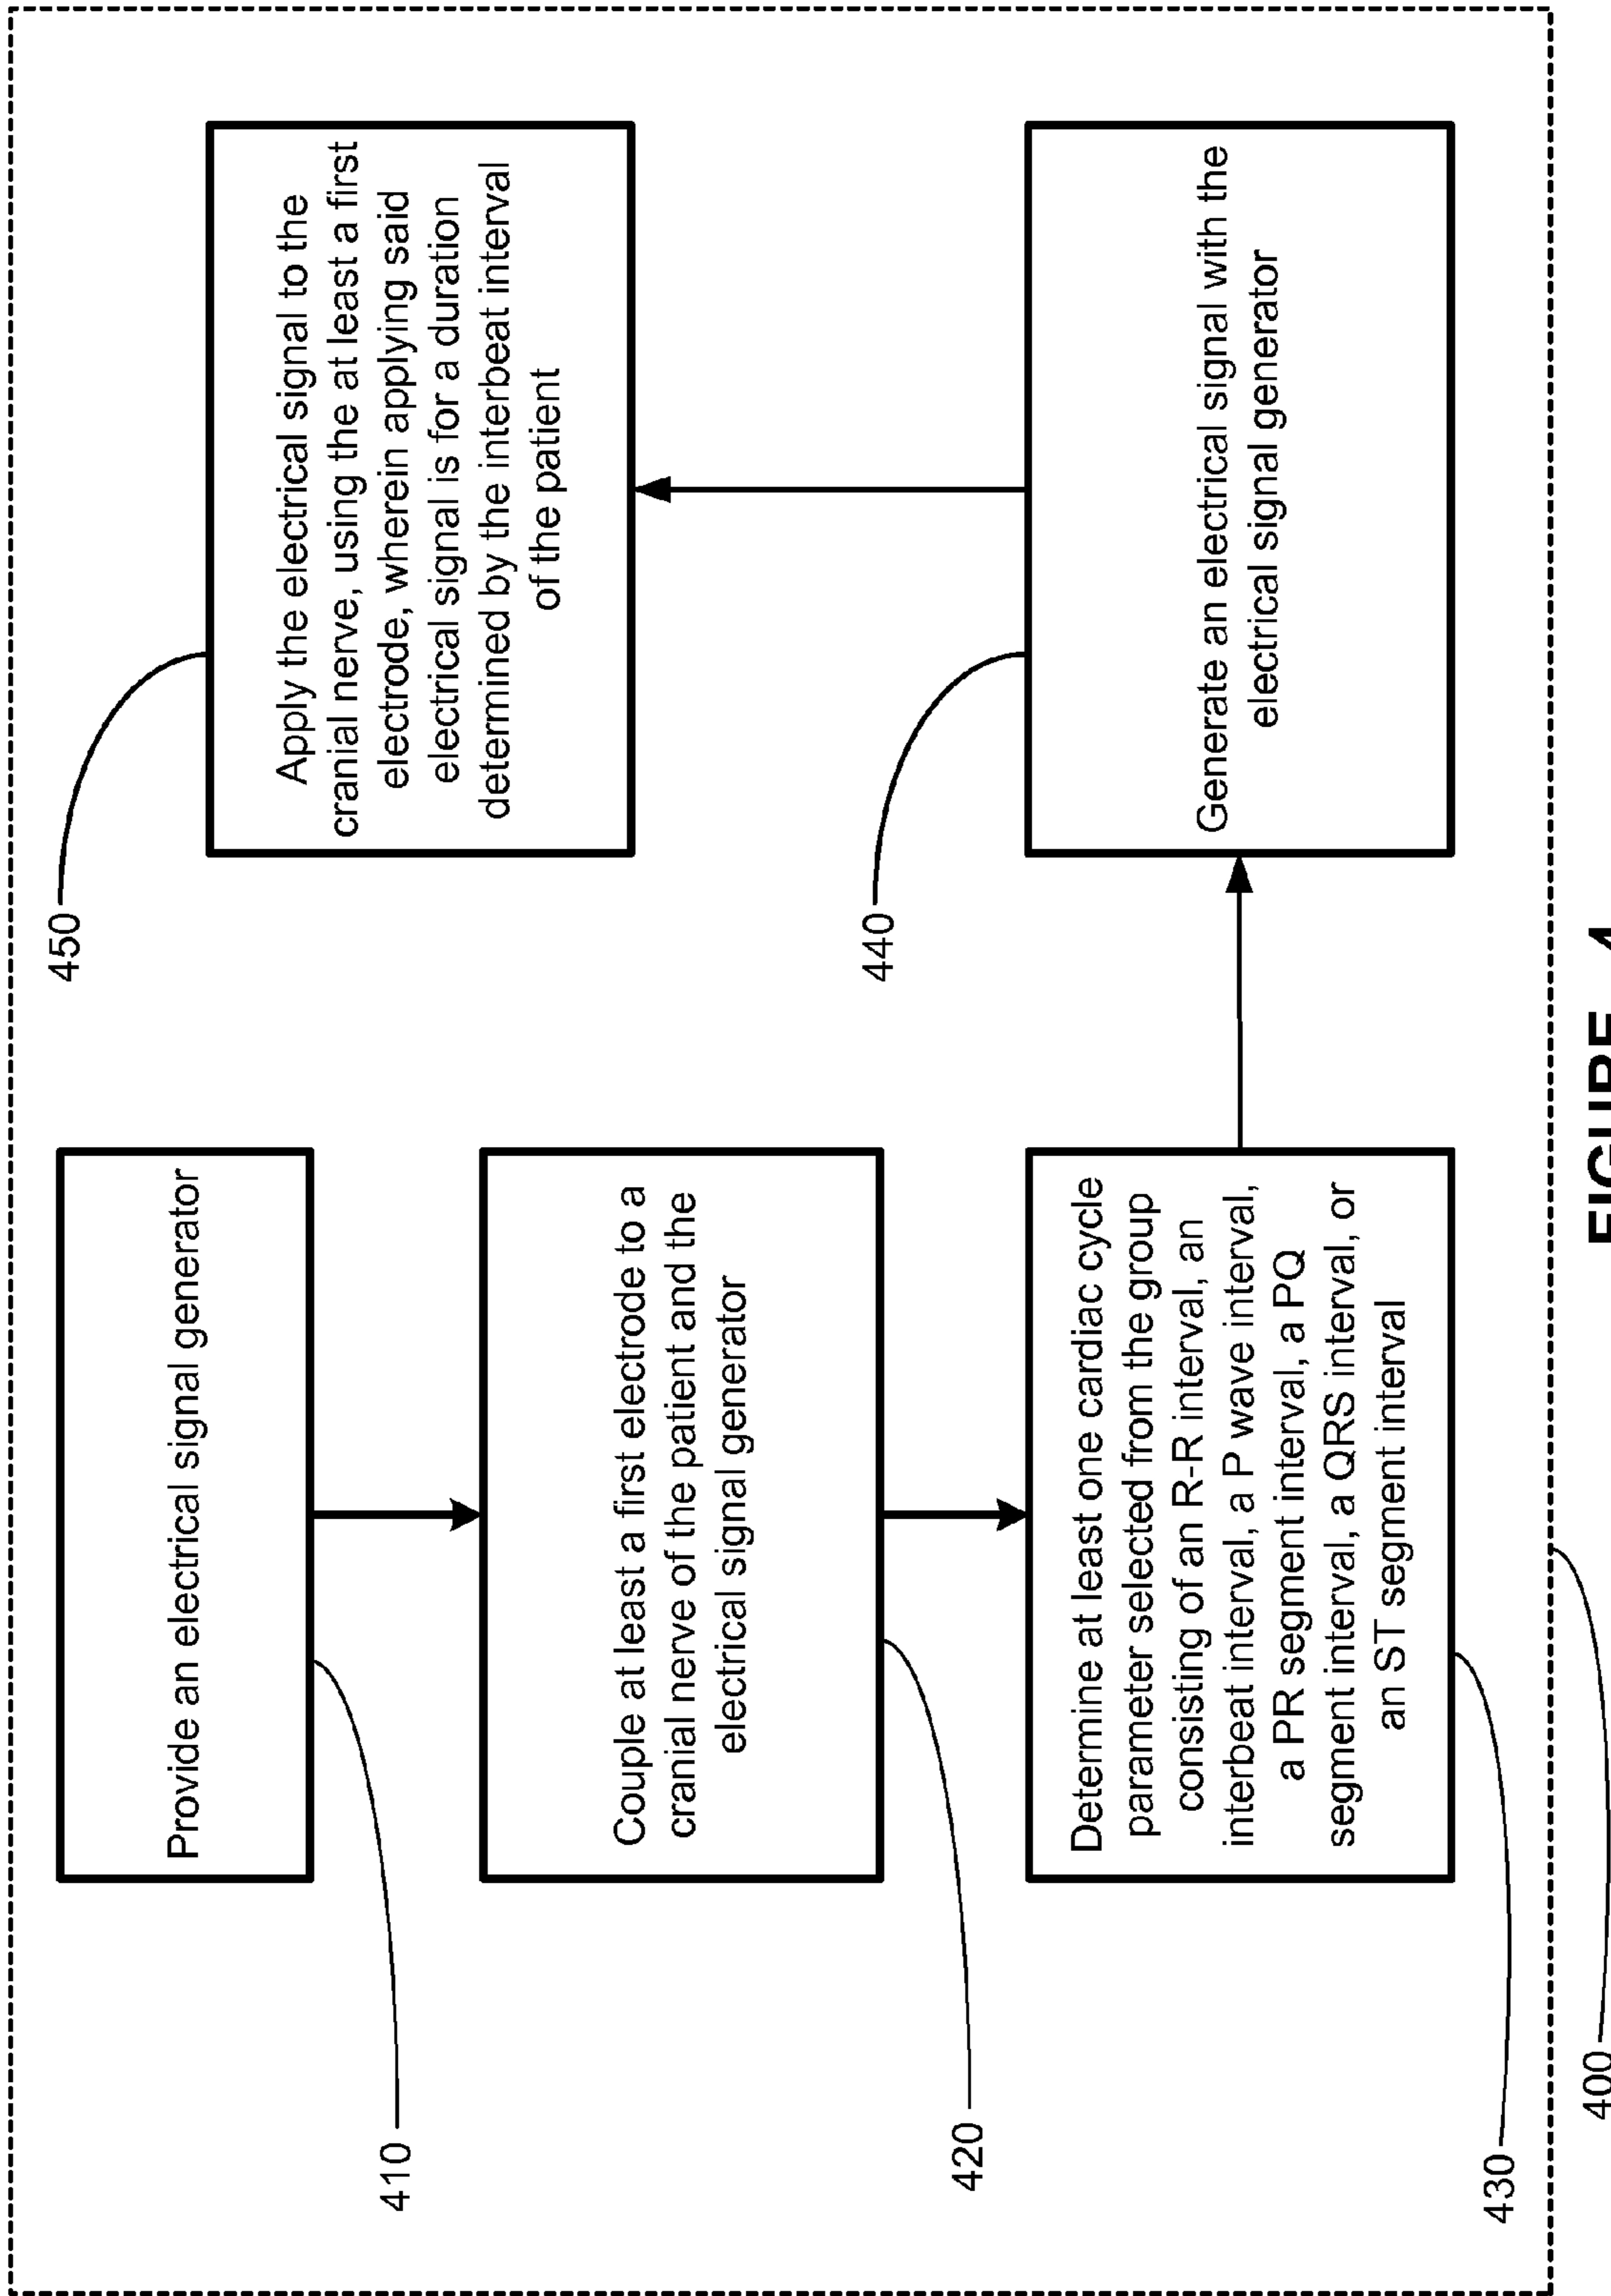 Provide an electrical signal generator
410
Couple at least a first electrode to a
cranial nerve of the patient and the
electrical signal generator
420
Determine at least one cardiac cycle
parameter selected from the group
consisting of an R-R interval, an
interbeat interval, a P wave interval,
a PR segment interval, a PQ
segment interval, a QRS interval, or
an ST segment interval
430
Generate an electrical signal with the
electrical signal generator
440
Apply the electrical signal to the
cranial nerve, using the at least a first
electrode, wherein applying said
electrical signal is for a duration
determined by the interbeat interval
of the patient
450
400
FIGURE 4